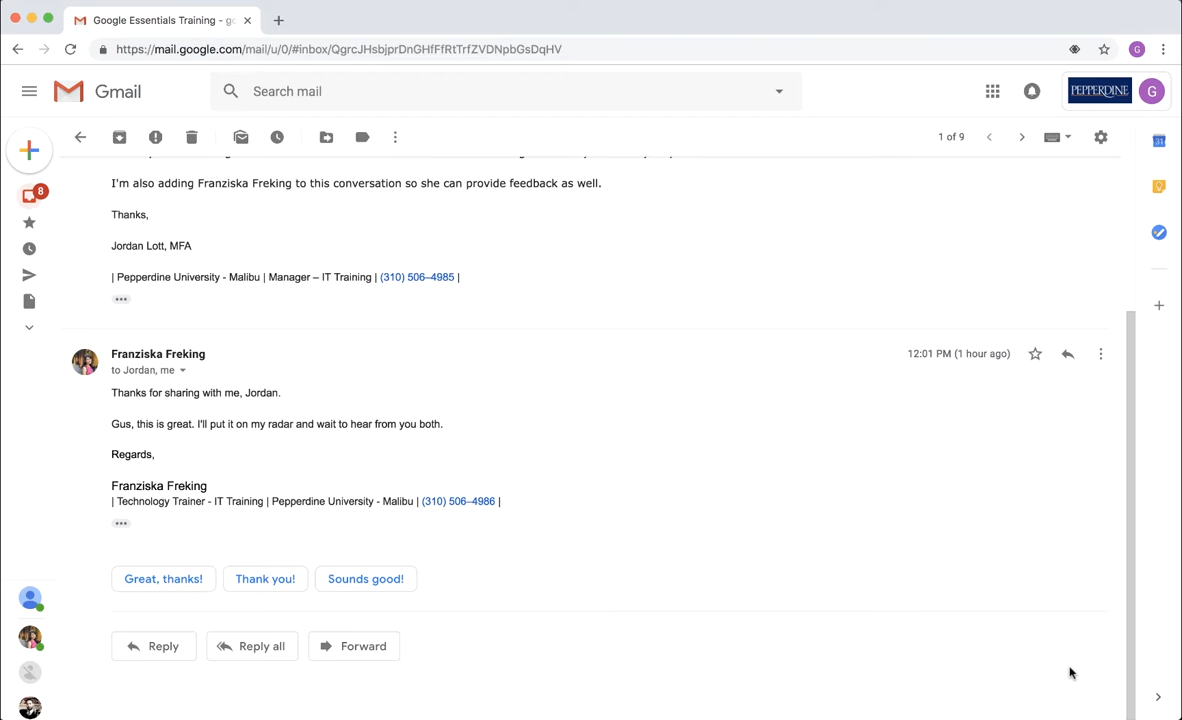 Google Essentials Training - go
https://mail.google.com/mail/u/0/#inbox/QgrcJHsbjprDnGHfFfRtTrfZVDNpbGsDqHV
G
Gmail
Search mail
PEPPERDINE
G
1 of 9
31
8
I'm also adding Franziska Freking to this conversation so she can provide feedback as well.
Thanks,
Jordan Lott, MFA
| Pepperdine University - Malibu | Manager – IT Training | (310) 506–4985 |
Franziska Freking
12:01 PM (1 hour ago)
to Jordan, me
Thanks for sharing with me, Jordan.
Gus, this is great. I'll put it on my radar and wait to hear from you both.
Regards,
Franziska Freking
| Technology Trainer - IT Training | Pepperdine University - Malibu | (310) 506–4986 |
Great, thanks!
Thank you!
Sounds good!
Reply
Reply all
Forward